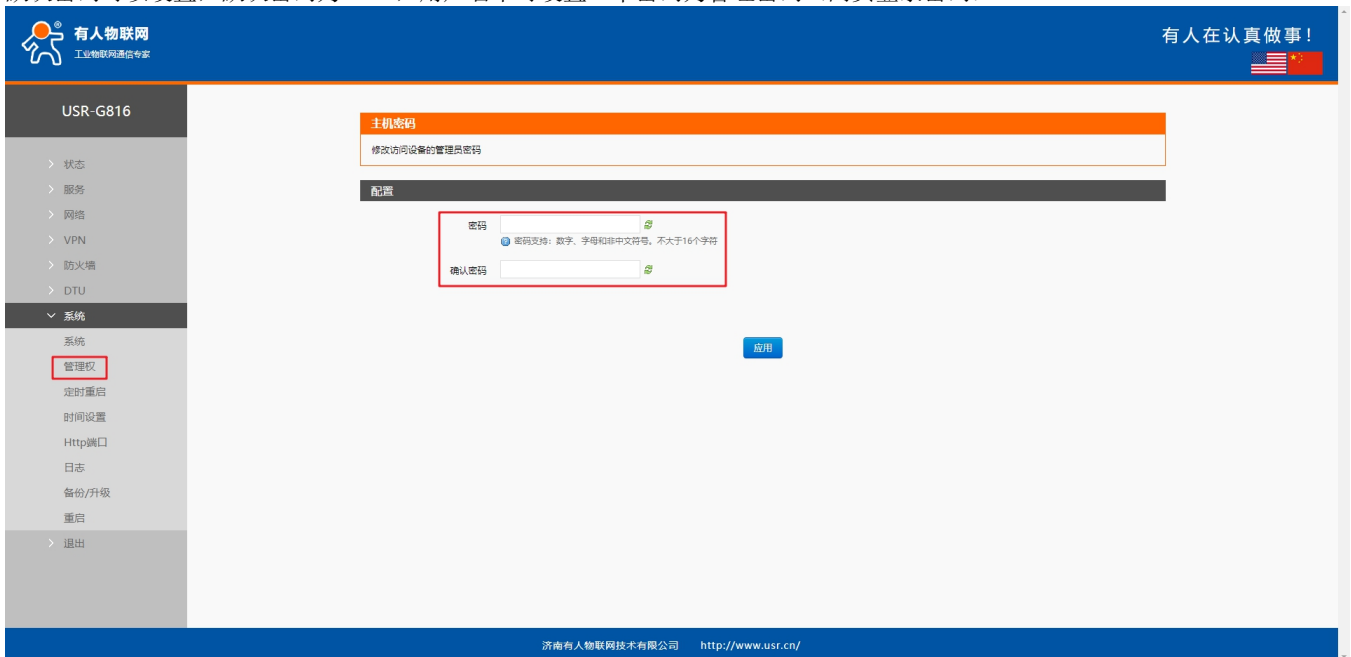 有人物联网
工业物联网通信专家
有人在认真做事!
USR-G816
状态
服务
网络
VPN
防火墙
DTU
系统
系统
管理权
定时重启
时间设置
Http端口
日志
备份/升级
重启
退出
主机密码
修改访问设备的管理员密码
配置
密码
密码支持:数字、字母和非中文符号。不大于16个字符
确认密码
应用
济南有人物联网技术有限公司 http://www.usr.cn/